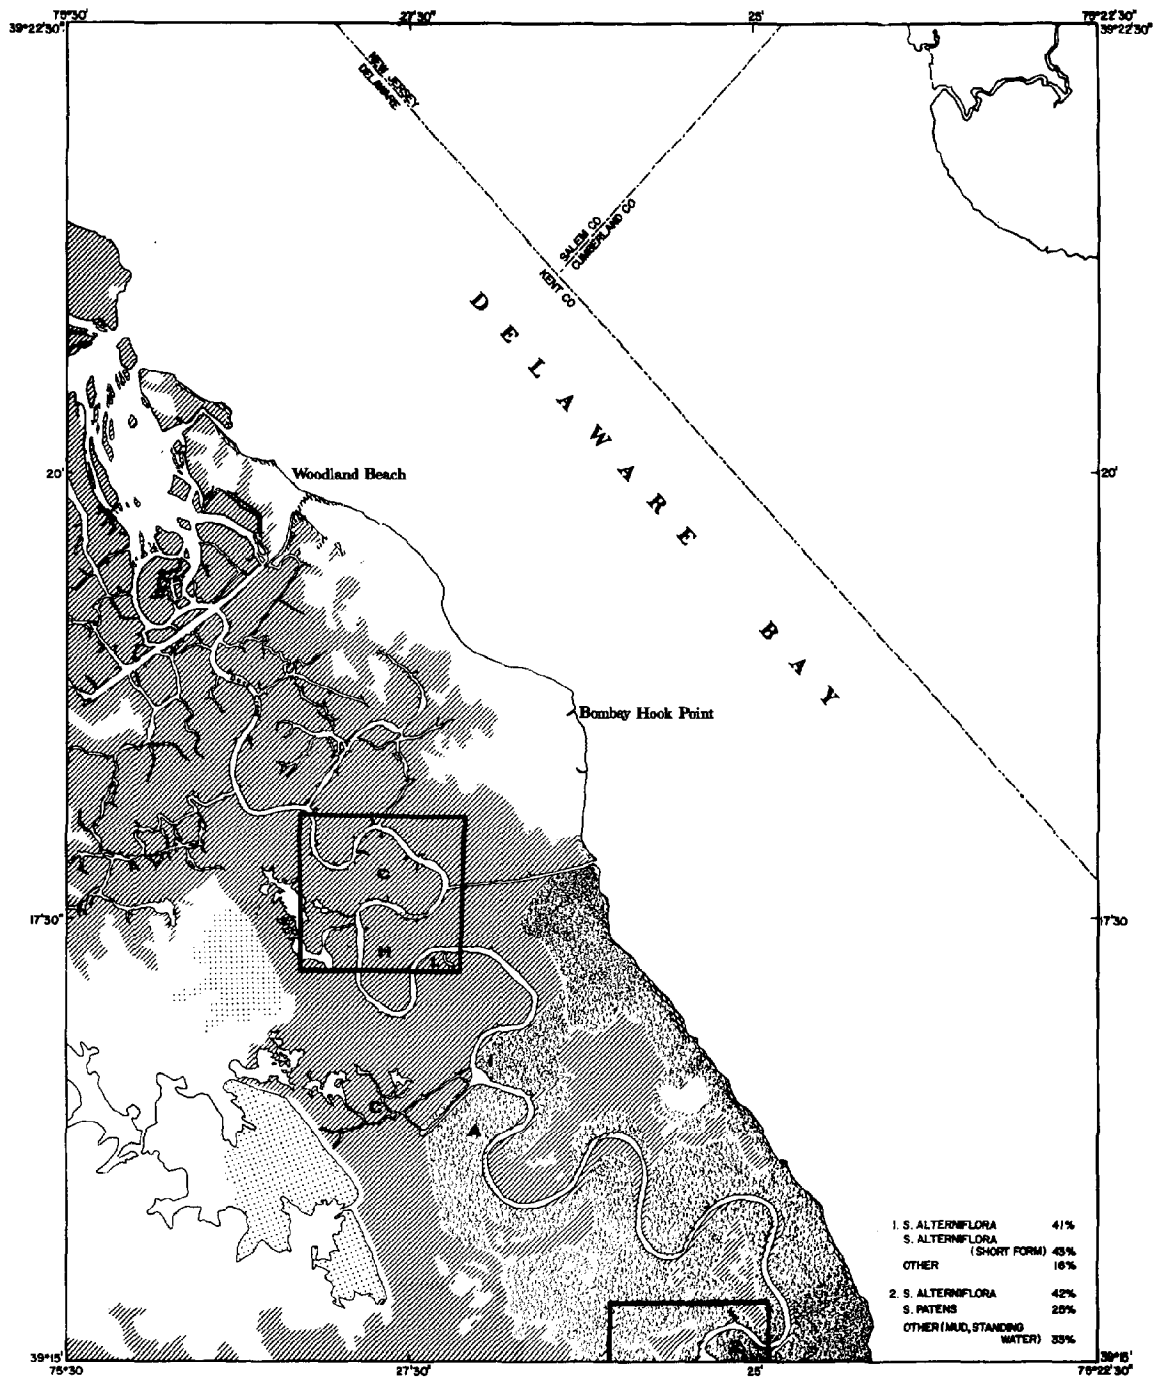 75°30'
27'30"
25'
75°22'30"
39°22'30"
39°22'30"
NEW JERSEY
DELAWARE
SALEM CO
CUMBERLAND CO
KENT CO
DELAWARE BAY
20'
Woodland Beach
20'
Bombay Hook Point
17'30"
17'30
1. S. ALTERNIFLORA 41%
S. ALTERNIFLORA
(SHORT FORM) 43%
OTHER 16%
2. S. ALTERNIFLORA 42%
S. PATENS 25%
OTHER (MUD, STANDING
WATER) 33%
39°15'
39°15'
75°30
27'30"
25'
75°22'30"